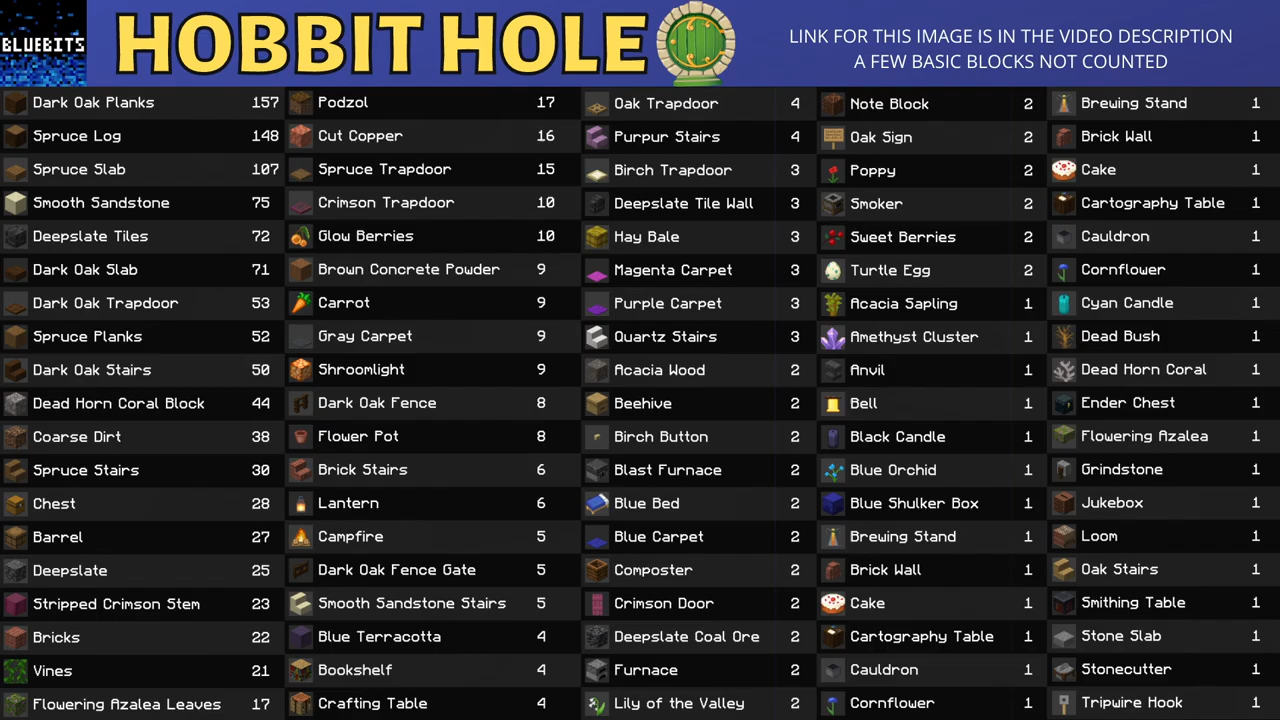 BLUEBITS
HOBBIT HOLE
LINK FOR THIS IMAGE IS IN THE VIDEO DESCRIPTION
A FEW BASIC BLOCKS NOT COUNTED
Dark Oak Planks 157
Spruce Log 148
Spruce Slab 107
Smooth Sandstone 75
Deepslate Tiles 72
Dark Oak Slab 71
Dark Oak Trapdoor 53
Spruce Planks 52
Dark Oak Stairs 50
Dead Horn Coral Block 44
Coarse Dirt 38
Spruce Stairs 30
Chest 28
Barrel 27
Deepslate 25
Stripped Crimson Stem 23
Bricks 22
Vines 21
Flowering Azalea Leaves 17
Podzol 17
Cut Copper 16
Spruce Trapdoor 15
Crimson Trapdoor 10
Glow Berries 10
Brown Concrete Powder 9
Carrot 9
Gray Carpet 9
Shroomlight 9
Dark Oak Fence 8
Flower Pot 8
Brick Stairs 6
Lantern 6
Campfire 5
Dark Oak Fence Gate 5
Smooth Sandstone Stairs 5
Blue Terracotta 4
Bookshelf 4
Crafting Table 4
Oak Trapdoor 4
Purpur Stairs 4
Birch Trapdoor 3
Deepslate Tile Wall 3
Hay Bale 3
Magenta Carpet 3
Purple Carpet 3
Quartz Stairs 3
Acacia Wood 2
Beehive 2
Birch Button 2
Blast Furnace 2
Blue Bed 2
Blue Carpet 2
Composter 2
Crimson Door 2
Deepslate Coal Ore 2
Furnace 2
Lily of the Valley 2
Note Block 2
Oak Sign 2
Poppy 2
Smoker 2
Sweet Berries 2
Turtle Egg 2
Acacia Sapling 1
Amethyst Cluster 1
Anvil 1
Bell 1
Black Candle 1
Blue Orchid 1
Blue Shulker Box 1
Brewing Stand 1
Brick Wall 1
Cake 1
Cartography Table 1
Cauldron 1
Cornflower 1
Brewing Stand 1
Brick Wall 1
Cake 1
Cartography Table 1
Cauldron 1
Cornflower 1
Cyan Candle 1
Dead Bush 1
Dead Horn Coral 1
Ender Chest 1
Flowering Azalea 1
Grindstone 1
Jukebox 1
Loom 1
Oak Stairs 1
Smithing Table 1
Stone Slab 1
Stonecutter 1
Tripwire Hook 1